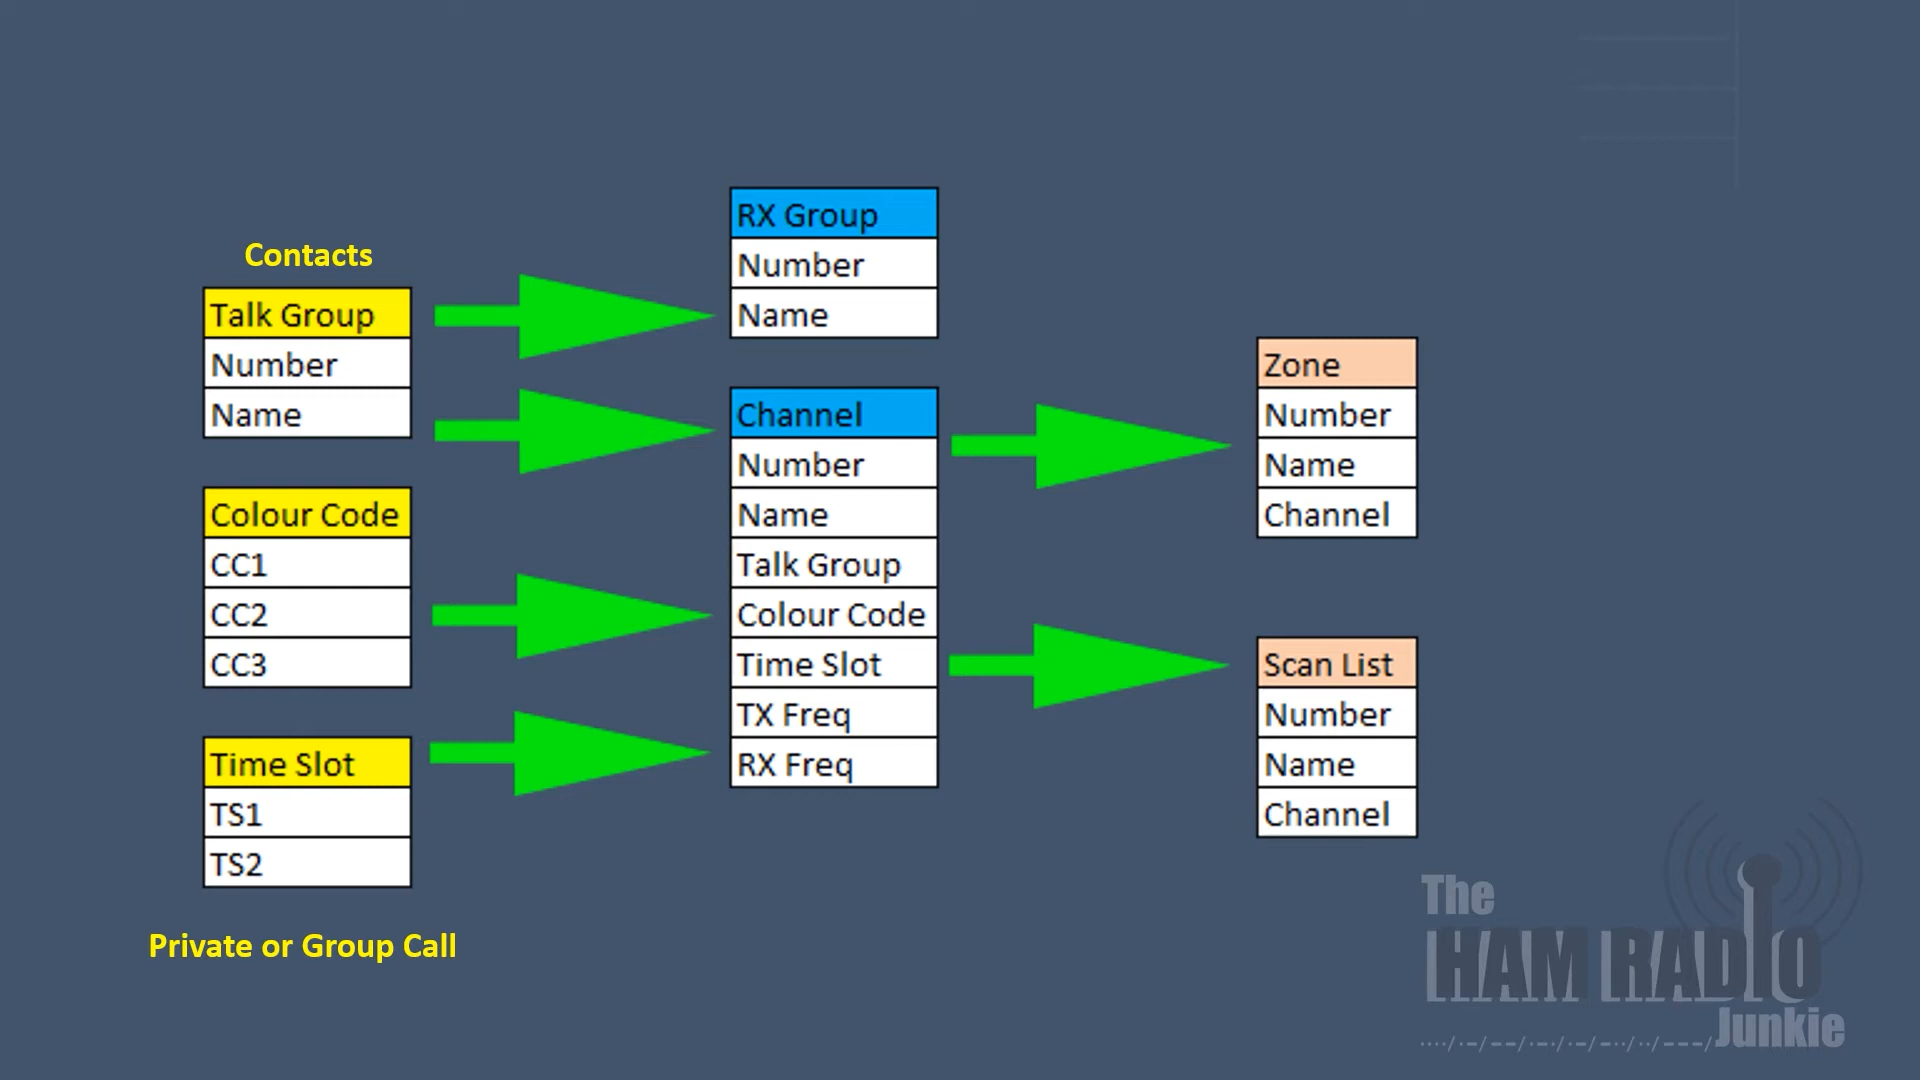 Contacts
Talk Group
Number
Name
Colour Code
CC1
CC2
CC3
Time Slot
TS1
TS2
Private or Group Call
RX Group
Number
Name
Channel
Number
Name
Talk Group
Colour Code
Time Slot
TX Freq
RX Freq
Zone
Number
Name
Channel
Scan List
Number
Name
Channel
The
HAM RADIO
Junkie
····/·–/––/·–·/·–/–··/··/–––/